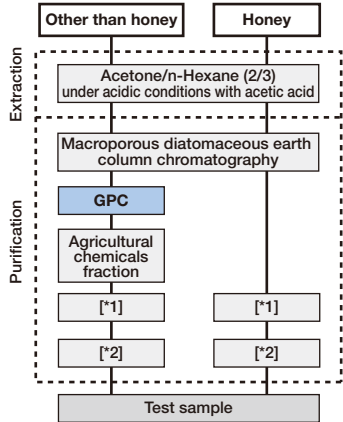 Other than honey
Honey
Extraction
Acetone/n-Hexane (2/3)
under acidic conditions with acetic acid
Purification
Macroporous diatomaceous earth
column chromatography
GPC
Agricultural
chemicals
fraction
[*1]
[*1]
[*2]
[*2]
Test sample